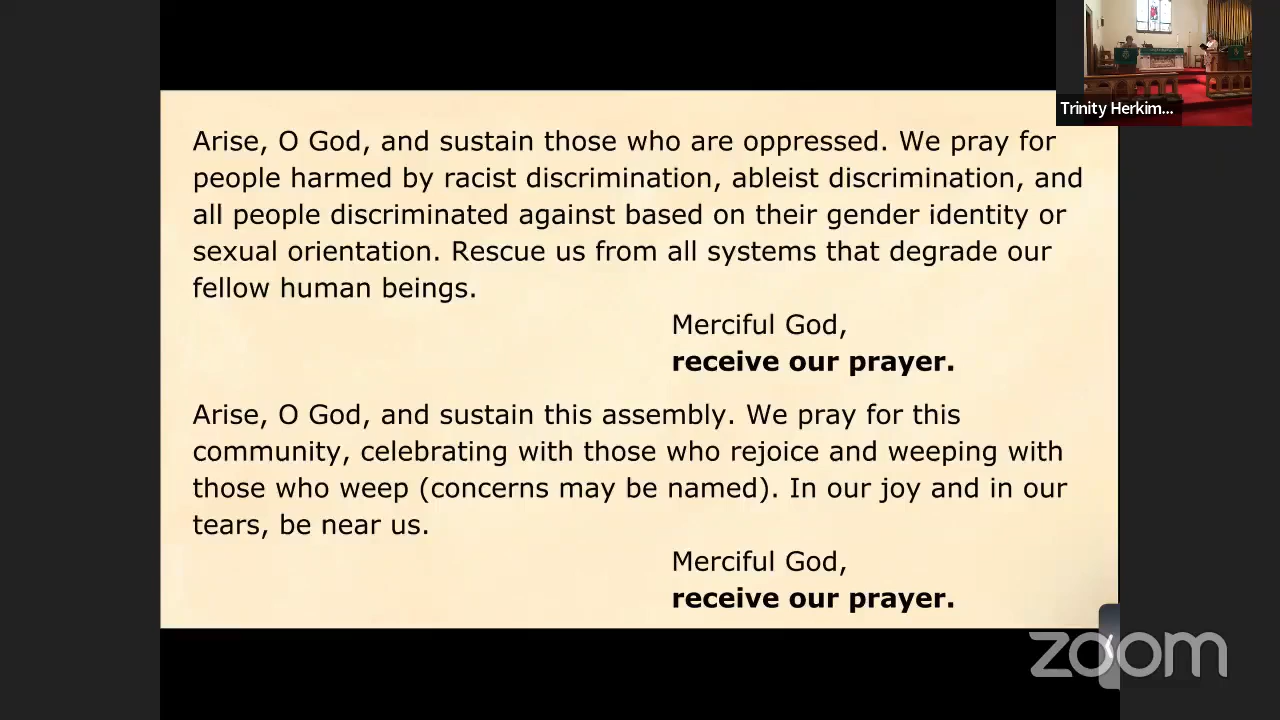 Trinity Herkim...
Arise, O God, and sustain those who are oppressed. We pray for
people harmed by racist discrimination, ableist discrimination, and
all people discriminated against based on their gender identity or
sexual orientation. Rescue us from all systems that degrade our
fellow human beings.
Merciful God,
receive our prayer.
Arise, O God, and sustain this assembly. We pray for this
community, celebrating with those who rejoice and weeping with
those who weep (concerns may be named). In our joy and in our
tears, be near us.
Merciful God,
receive our prayer.
zoom